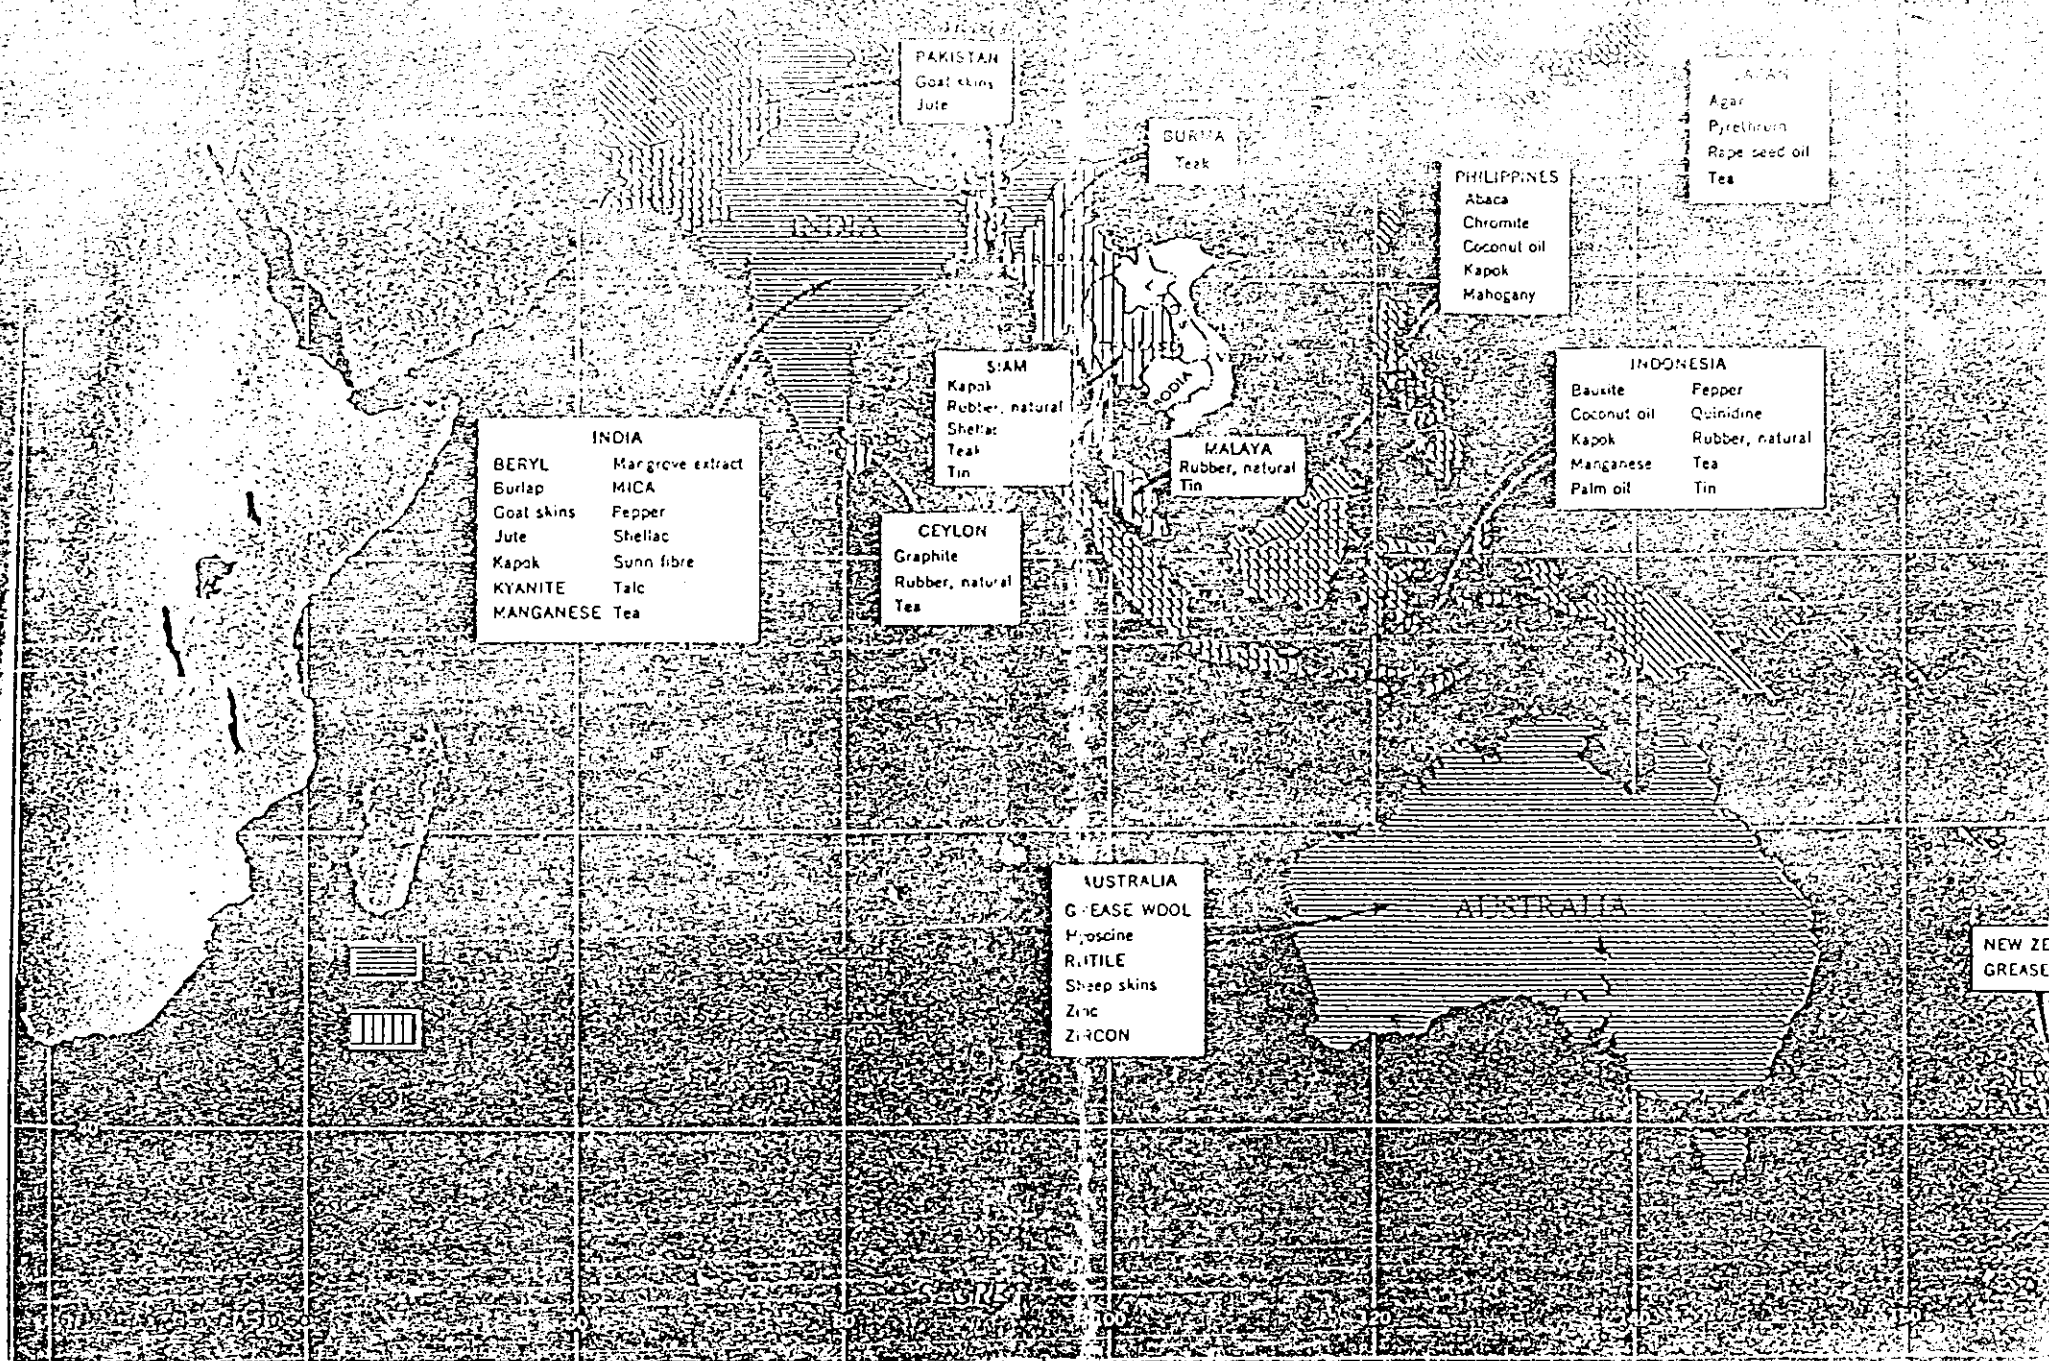 PAKISTAN
Goat skins
Jute
BURMA
Teak
JAPAN
Agar
Pyrethrum
Rape seed oil
Tea
PHILIPPINES
Abaca
Chromite
Coconut oil
Kapok
Mahogany
INDIA
SIAM
Kapok
Rubber, natural
Shellac
Teak
Tin
INDONESIA
Bauxite Pepper
Coconut oil Quinidine
Kapok Rubber, natural
Manganese Tea
Palm oil Tin
INDIA
BERYL Mangrove extract
Burlap MICA
Goat skins Pepper
Jute Shellac
Kapok Sunn fibre
KYANITE Talc
MANGANESE Tea
MALAYA
Rubber, natural
Tin
CEYLON
Graphite
Rubber, natural
Tea
AUSTRALIA
GREASE WOOL
Hyoscine
RUTILE
Sheep skins
Zinc
ZIRCON
AUSTRALIA
NEW ZE
GREASE
80 100 120